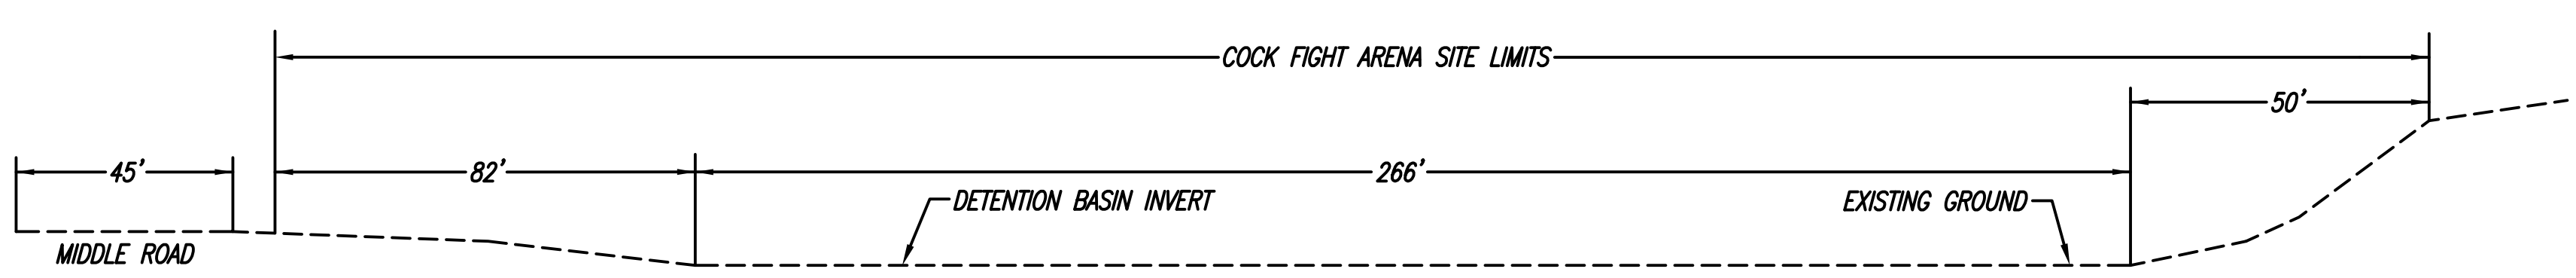 COCK FIGHT ARENA SITE LIMITS
50'
45'
82'
266'
DETENTION BASIN INVERT
EXISTING GROUND
MIDDLE ROAD